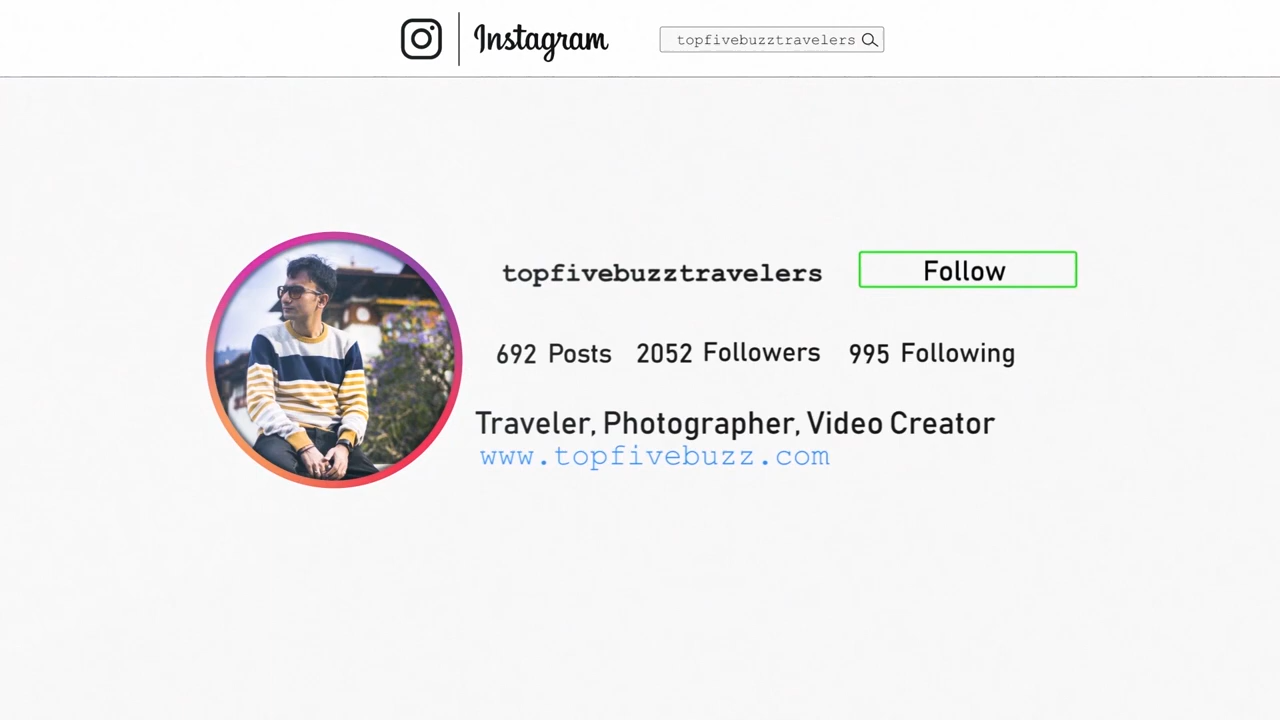 Instagram topfivebuzztravelers
topfivebuzztravelers Follow
692 Posts 2052 Followers 995 Following
Traveler, Photographer, Video Creator
www.topfivebuzz.com